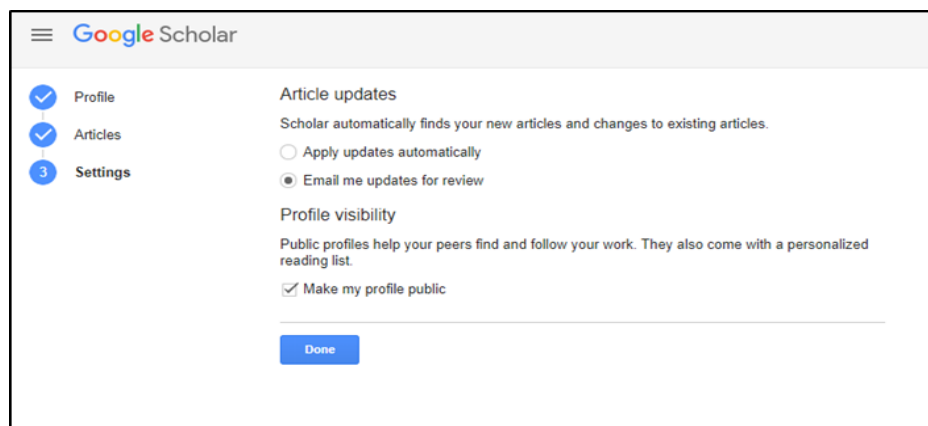 Google Scholar
Profile
Articles
3 Settings
Article updates
Scholar automatically finds your new articles and changes to existing articles.
Apply updates automatically
Email me updates for review
Profile visibility
Public profiles help your peers find and follow your work. They also come with a personalized
reading list.
Make my profile public
Done